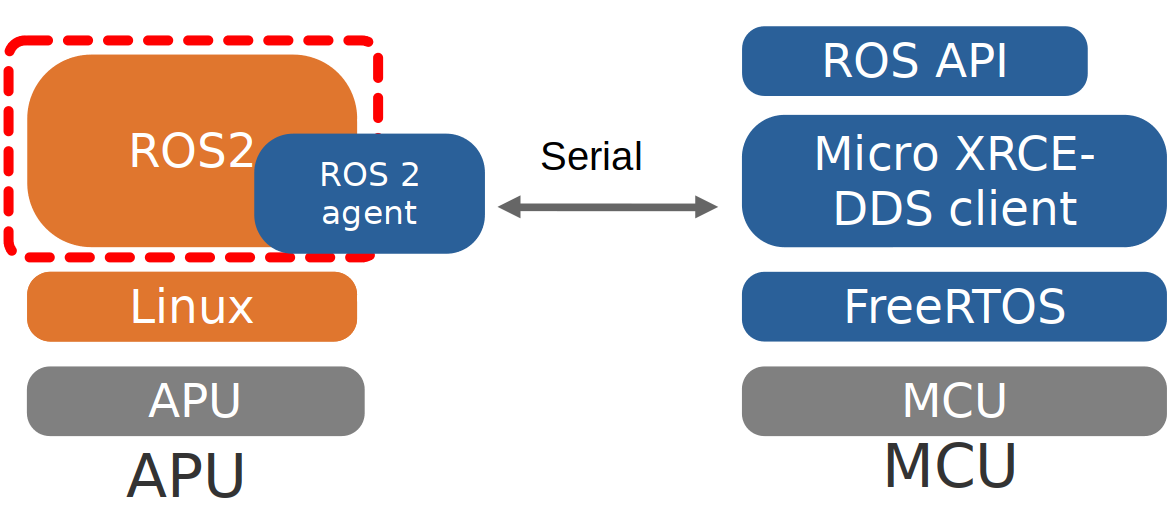 ROS2
ROS 2
agent
Linux
APU
APU
Serial
ROS API
Micro XRCE-
DDS client
FreeRTOS
MCU
MCU